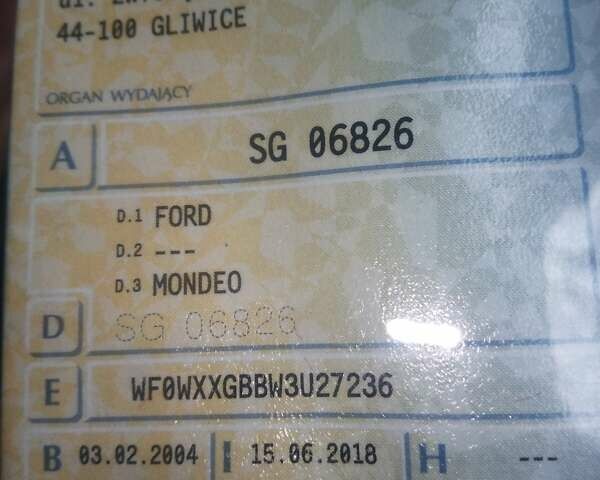 44-100 GLIWICE
ORGAN WYDAJĄCY
A SG 06826
D.1 FORD
D.2 ---
D.3 MONDEO
D SG 06826
E WF0WXXGBBW3U27236
B 03.02.2004 I 15.06.2018 H ---